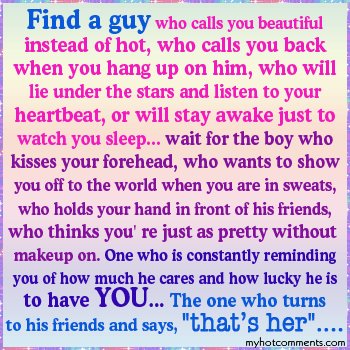 Find a guy who calls you beautiful
instead of hot, who calls you back
when you hang up on him, who will
lie under the stars and listen to your
heartbeat, or will stay awake just to
watch you sleep... wait for the boy who
kisses your forehead, who wants to show
you off to the world when you are in sweats,
who holds your hand in front of his friends,
who thinks you' re just as pretty without
makeup on. One who is constantly reminding
you of how much he cares and how lucky he is
to have YOU... The one who turns
to his friends and says, "that's her"....
myhotcomments.com